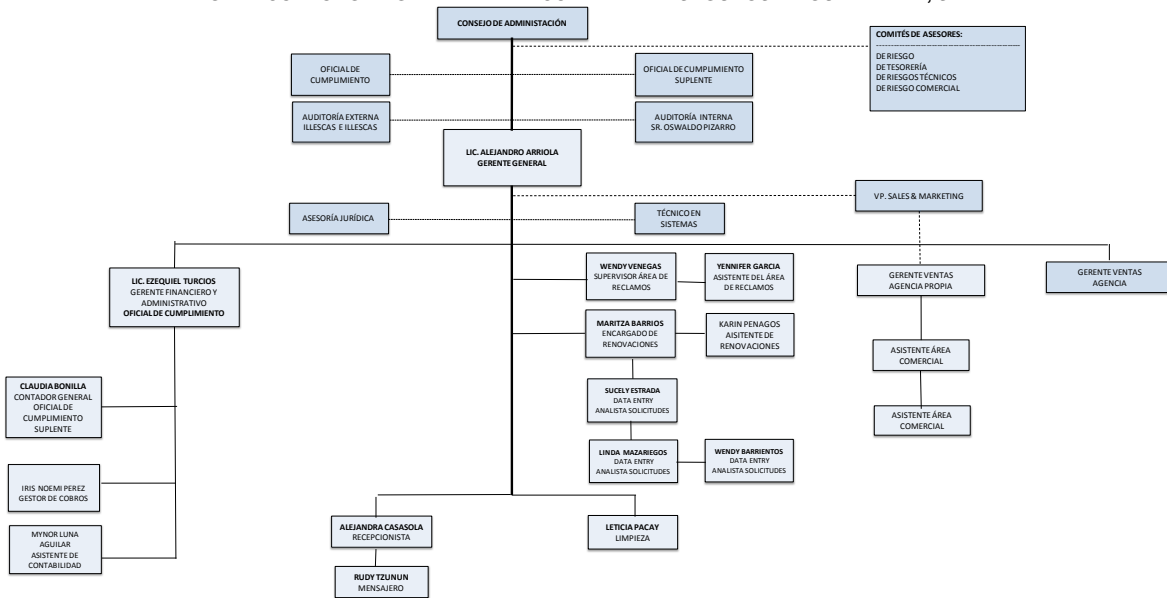 CONSEJO DE ADMINISTACIÓN
COMITÉS DE ASESORES:
DE RIESGO
DE TESORERÍA
DE RIESGOS TÉCNICOS
DE RIESGO COMERCIAL
OFICIAL DE
CUMPLIMIENTO
OFICIAL DE CUMPLIMIENTO
SUPLENTE
AUDITORÍA EXTERNA
ILLESCAS E ILLESCAS
AUDITORÍA INTERNA
SR. OSWALDO PIZARRO
LIC. ALEJANDRO ARRIOLA
GERENTE GENERAL
VP. SALES & MARKETING
ASESORÍA JURÍDICA
TÉCNICO EN
SISTEMAS
LIC. EZEQUIEL TURCIOS
GERENTE FINANCIERO Y
ADMINISTRATIVO
OFICIAL DE CUMPLIMIENTO
WENDY VENEGAS
SUPERVISOR ÁREA DE
RECLAMOS
YENNIFER GARCIA
ASISTENTE DEL ÁREA
DE RECLAMOS
GERENTE VENTAS
AGENCIA PROPIA
GERENTE VENTAS
AGENCIA
MARITZA BARRIOS
ENCARGADO DE
RENOVACIONES
KARIN PENAGOS
AISITENTE DE
RENOVACIONES
ASISTENTE ÁREA
COMERCIAL
CLAUDIA BONILLA
CONTADOR GENERAL
OFICIAL DE
CUMPLIMIENTO
SUPLENTE
SUCELY ESTRADA
DATA ENTRY
ANALISTA SOLICITUDES
ASISTENTE ÁREA
COMERCIAL
LINDA MAZARIEGOS
DATA ENTRY
ANALISTA SOLICITUDES
WENDY BARRIENTOS
DATA ENTRY
ANALISTA SOLICITUDES
IRIS NOEMI PEREZ
GESTOR DE COBROS
ALEJANDRA CASASOLA
RECEPCIONISTA
LETICIA PACAY
LIMPIEZA
MYNOR LUNA
AGUILAR
ASISTENTE DE
CONTABILIDAD
RUDY TZUNUN
MENSAJERO